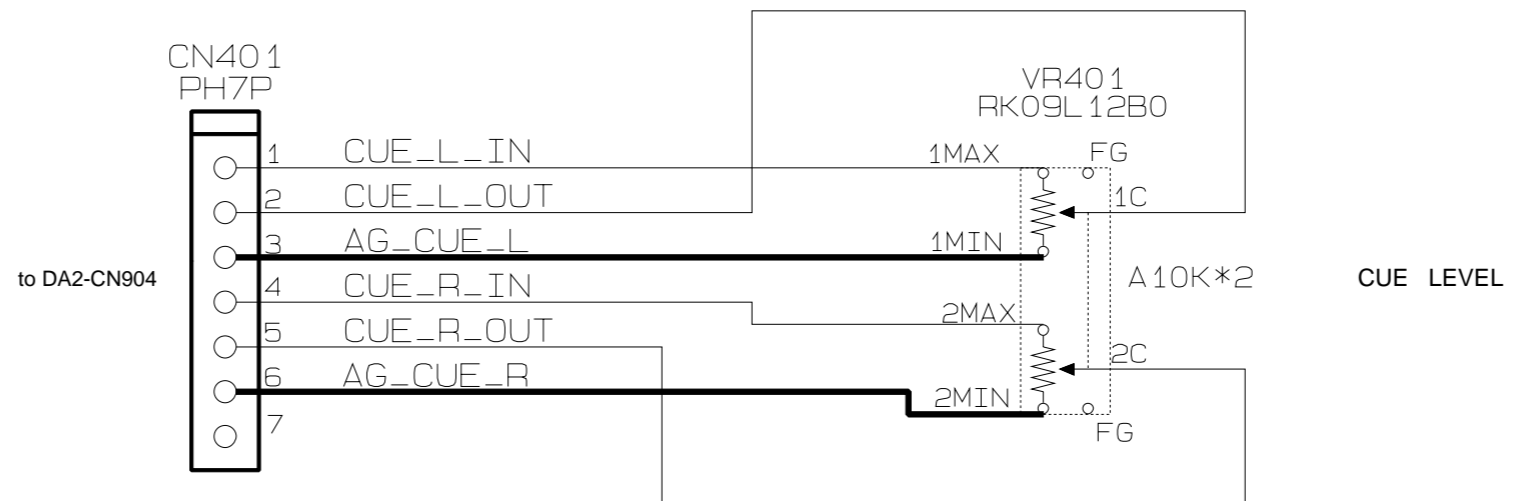 CN401
PH7P
VR401
RK09L12B0
1 CUE_L_IN 1MAX FG
2 CUE_L_OUT 1C
3 AG_CUE_L 1MIN
to DA2-CN904 A10K*2 CUE LEVEL
4 CUE_R_IN 2MAX
5 CUE_R_OUT 2C
6 AG_CUE_R 2MIN
7 FG